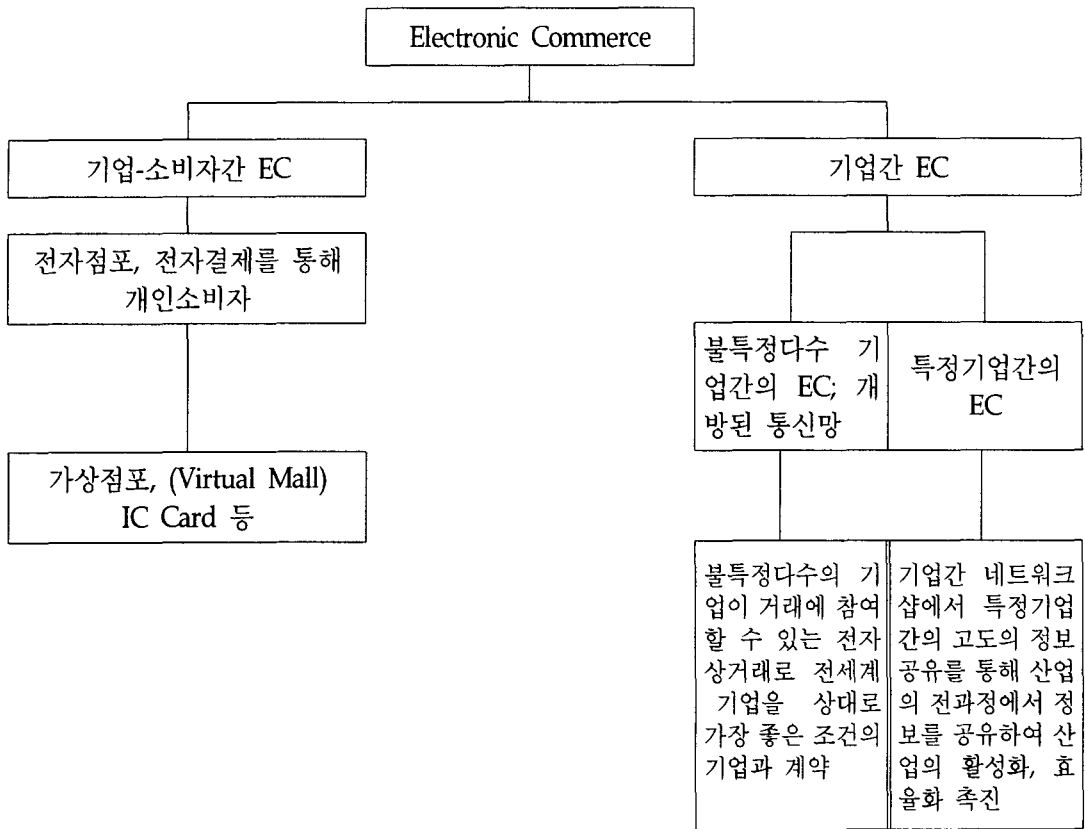 Electronic Commerce
기업-소비자간 EC
기업간 EC
전자점포, 전자결제를 통해
개인소비자
불특정다수 기
업간의 EC; 개
방된 통신망
특정기업간의
EC
가상점포, (Virtual Mall)
IC Card 등
불특정다수의 기
업이 거래에 참여
할 수 있는 전자
상거래로 전세계
기업을 상대로
가장 좋은 조건의
기업과 계약
기업간 네트워크
샵에서 특정기업
간의 고도의 정보
공유를 통해 산업
의 전과정에서 정
보를 공유하여 산
업의 활성화, 효
율화 촉진